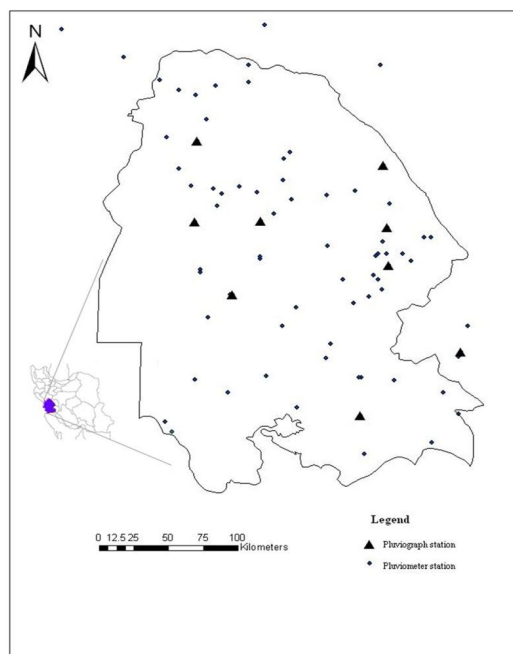 N
Legend
Pluviograph station
Pluviometer station
0 12.5 25 50 75 100
Kilometers